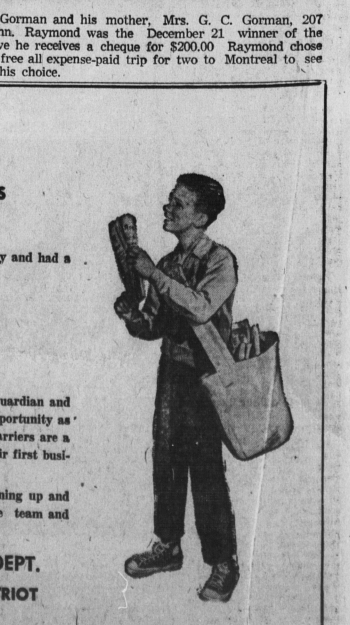 Gorman and his mother, Mrs. G. C. Gorman, 207
Raymond was the December 21 winner of the
he receives a cheque for $200.00 Raymond chose
free all expense-paid trip for two to Montreal to see
his choice.
S
y and had a
uardian and
portunity as
rriers are a
ir first busi-
ning up and
team and
DEPT.
RIOT